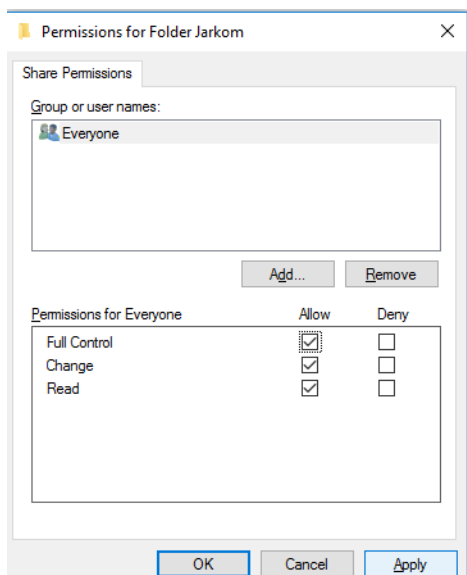 Permissions for Folder Jarkom
Share Permissions
Group or user names:
Everyone
Add... Remove
Permissions for Everyone Allow Deny
Full Control
Change
Read
OK Cancel Apply